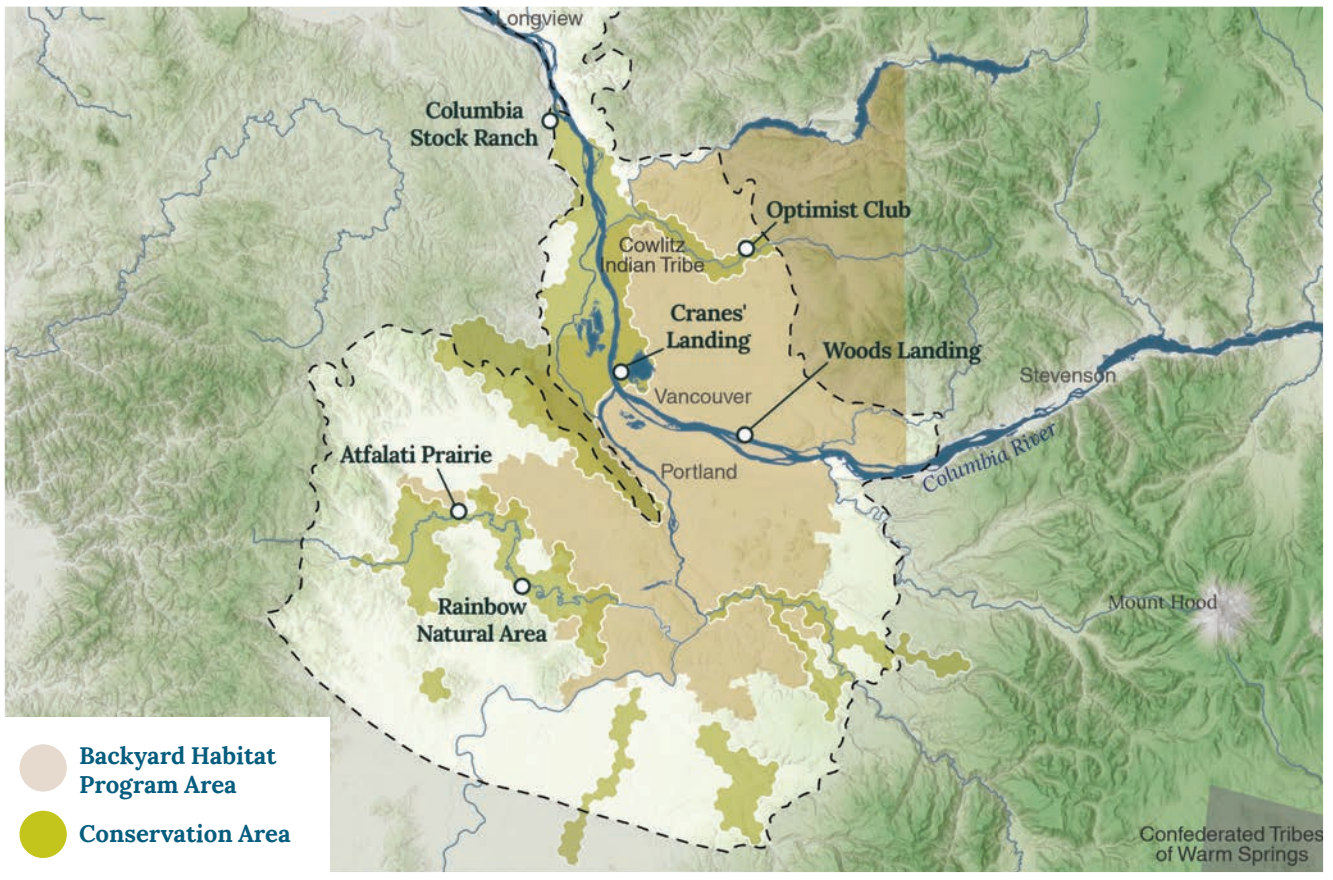 Longview
Columbia
Stock Ranch
Optimist Club
Cowlitz
Indian Tribe
Cranes'
Landing
Woods Landing
Stevenson
Vancouver
Columbia River
Atfalati Prairie
Portland
Rainbow
Natural Area
Mount Hood
Backyard Habitat
Program Area
Conservation Area
Confederated Tribes
of Warm Springs